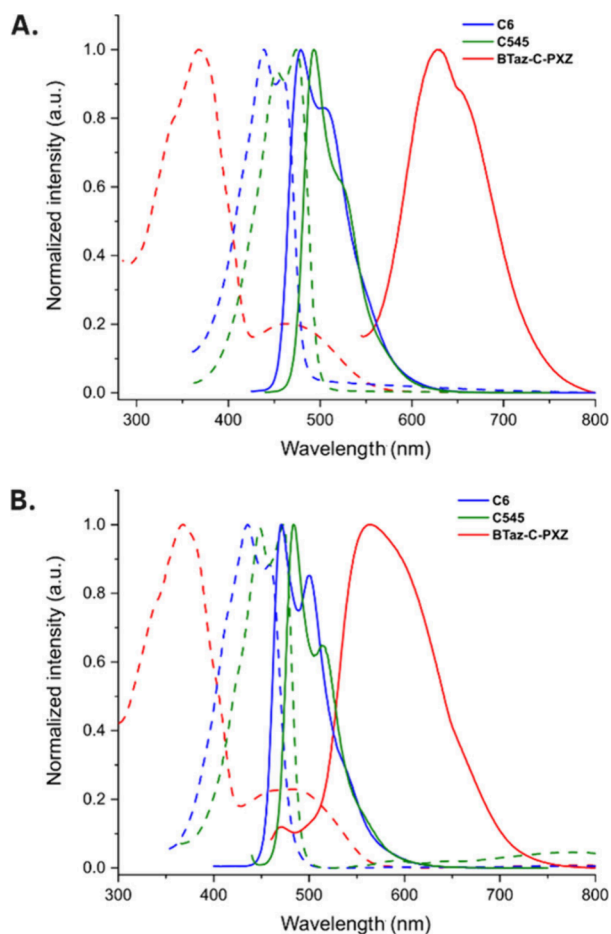 A.
C6
C545
BTaz-C-PXZ
Normalized intensity (a.u.)
1.0
0.8
0.6
0.4
0.2
0.0
300 400 500 600 700 800
Wavelength (nm)
B.
C6
C545
BTaz-C-PXZ
Normalized intensity (a.u.)
1.0
0.8
0.6
0.4
0.2
0.0
300 400 500 600 700 800
Wavelength (nm)